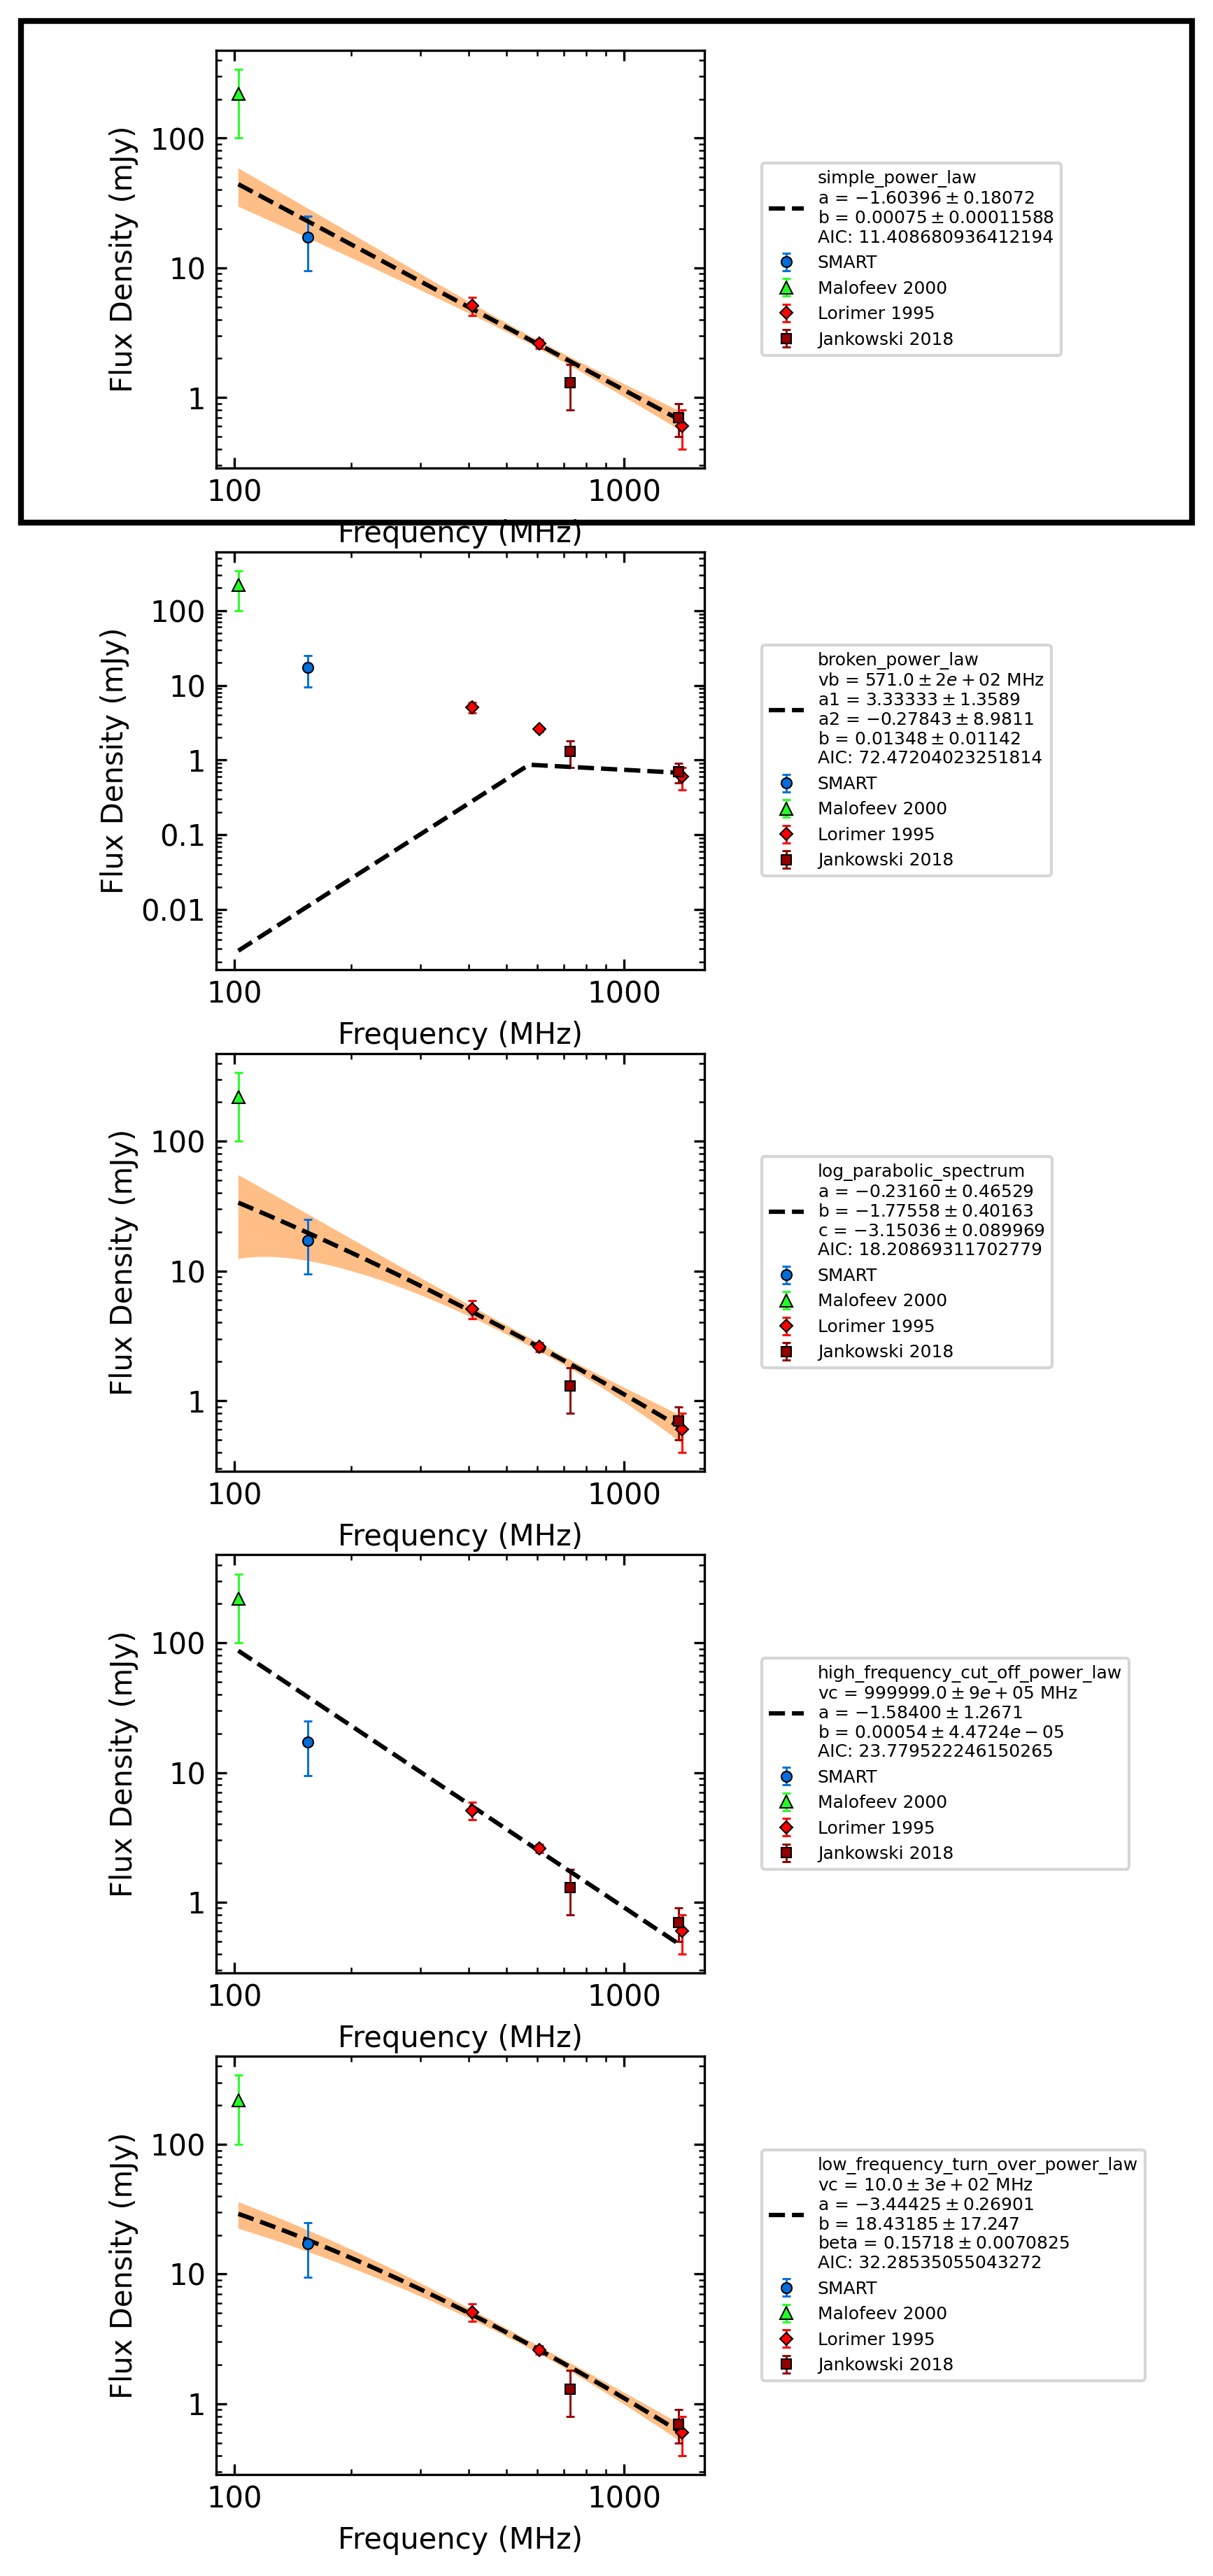 100
10
1
Flux Density (mJy)
100 1000
Frequency (MHz)
simple_power_law
a = −1.60396 ± 0.18072
b = 0.00075 ± 0.00011588
AIC: 11.408680936412194
SMART
Malofeev 2000
Lorimer 1995
Jankowski 2018
100
10
1
0.1
0.01
Flux Density (mJy)
100 1000
Frequency (MHz)
broken_power_law
vb = 571.0 ± 2e + 02 MHz
a1 = 3.33333 ± 1.3589
a2 = −0.27843 ± 8.9811
b = 0.01348 ± 0.01142
AIC: 72.47204023251814
SMART
Malofeev 2000
Lorimer 1995
Jankowski 2018
100
10
1
Flux Density (mJy)
100 1000
Frequency (MHz)
log_parabolic_spectrum
a = −0.23160 ± 0.46529
b = −1.77558 ± 0.40163
c = −3.15036 ± 0.089969
AIC: 18.20869311702779
SMART
Malofeev 2000
Lorimer 1995
Jankowski 2018
100
10
1
Flux Density (mJy)
100 1000
Frequency (MHz)
high_frequency_cut_off_power_law
vc = 999999.0 ± 9e + 05 MHz
a = −1.58400 ± 1.2671
b = 0.00054 ± 4.4724e − 05
AIC: 23.779522246150265
SMART
Malofeev 2000
Lorimer 1995
Jankowski 2018
100
10
1
Flux Density (mJy)
100 1000
Frequency (MHz)
low_frequency_turn_over_power_law
vc = 10.0 ± 3e + 02 MHz
a = −3.44425 ± 0.26901
b = 18.43185 ± 17.247
beta = 0.15718 ± 0.0070825
AIC: 32.28535055043272
SMART
Malofeev 2000
Lorimer 1995
Jankowski 2018